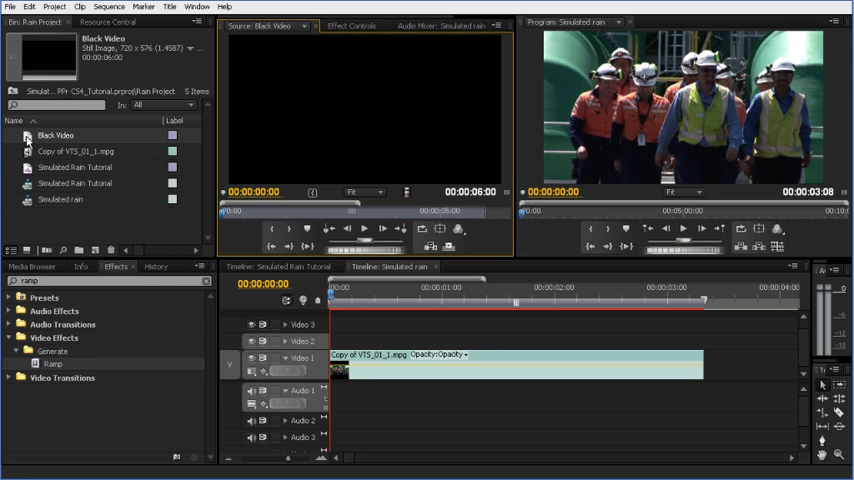 File Edit Project Clip Sequence Marker Title Window Help
Bin: Rain Project Resource Central
Black Video
Still Image, 720 x 576 (1.4587)
00:00:06:00
Simulat... PPr CS4_Tutorial.prproj\Rain Project 5 Items
In: All
Name Label
Black Video
Copy of VTS_01_1.mpg
Simulated Rain Tutorial
Simulated Rain Tutorial
Simulated rain
Source: Black Video Effect Controls Audio Mixer: Simulated rain
00:00:00:00 Fit 00:00:06:00
00:00 00:00:05:00
Program: Simulated rain
00:00:00:00 Fit 00:00:03:08
00:00 00:05:00:00 00:10:0
Media Browser Info Effects History
ramp
Presets
Audio Effects
Audio Transitions
Video Effects
Generate
Ramp
Video Transitions
Timeline: Simulated Rain Tutorial Timeline: Simulated rain
00:00:00:00
00:00 00:00:01:00 00:00:02:00 00:00:03:00 00:00:04:0
Video 3
Video 2
V Video 1 Copy of VTS_01_1.mpg Opacity:Opacity
Audio 1
Audio 2
Audio 3
0
-6
-12
-18